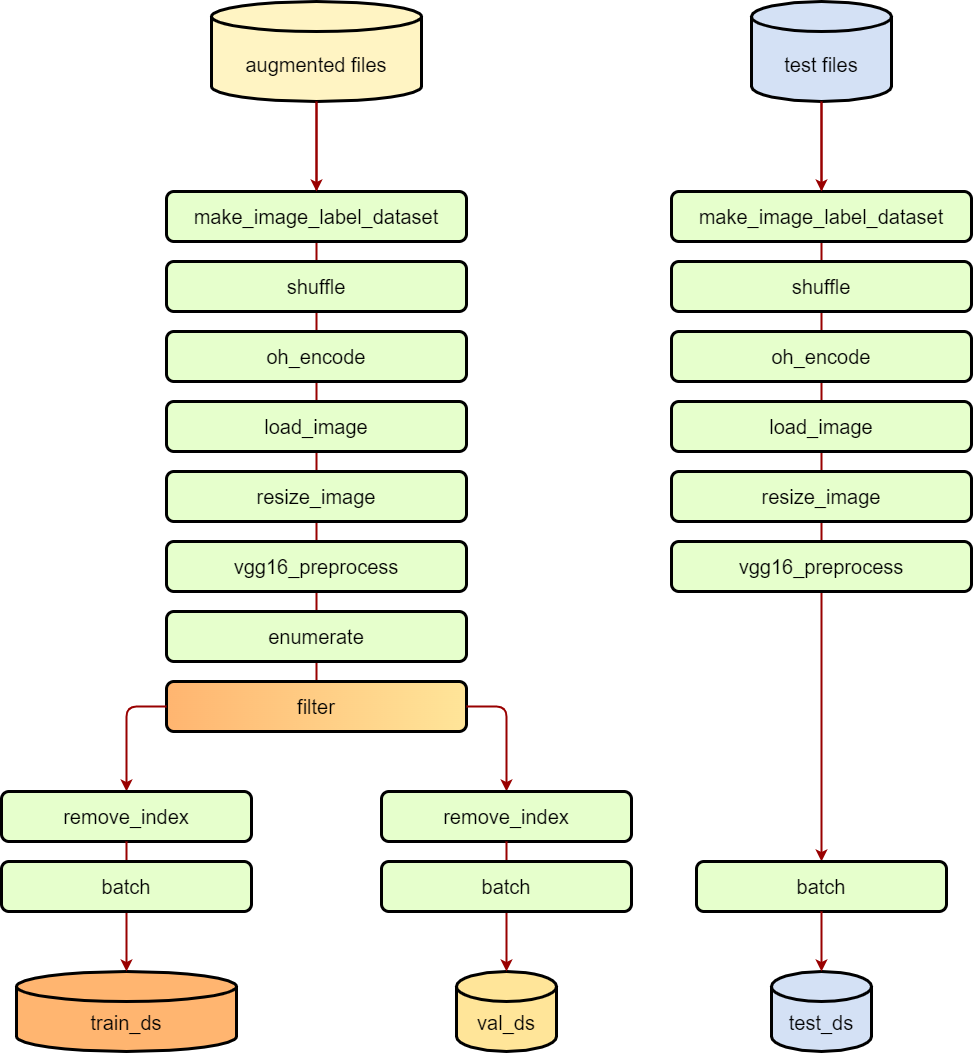 augmented files
make_image_label_dataset
shuffle
oh_encode
load_image
resize_image
vgg16_preprocess
enumerate
filter
remove_index
batch
train_ds
remove_index
batch
val_ds
test files
make_image_label_dataset
shuffle
oh_encode
load_image
resize_image
vgg16_preprocess
batch
test_ds